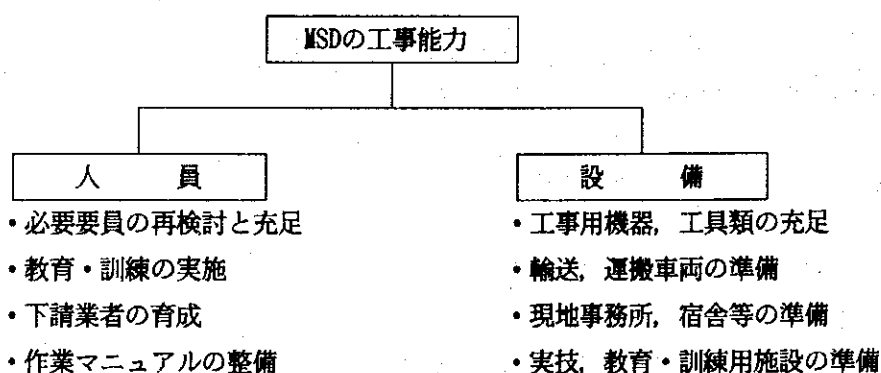 MSDの工事能力
人 員
・必要要員の再検討と充足
・教育・訓練の実施
・下請業者の育成
・作業マニュアルの整備
設 備
・工事用機器,工具類の充足
・輸送,運搬車両の準備
・現地事務所,宿舎等の準備
・実技,教育・訓練用施設の準備